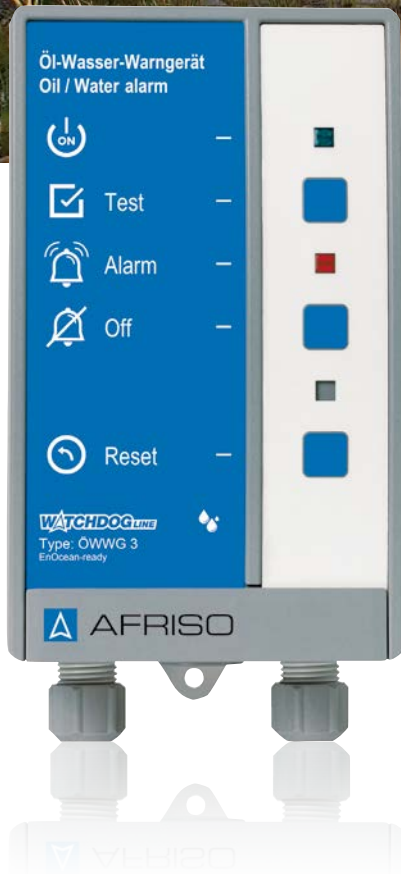 Öl-Wasser-Warngerät
Oil / Water alarm
ON
Test
Alarm
Off
Reset
WATCHDOG LINE
Type: ÖWWG 3
EnOcean-ready
AFRISO